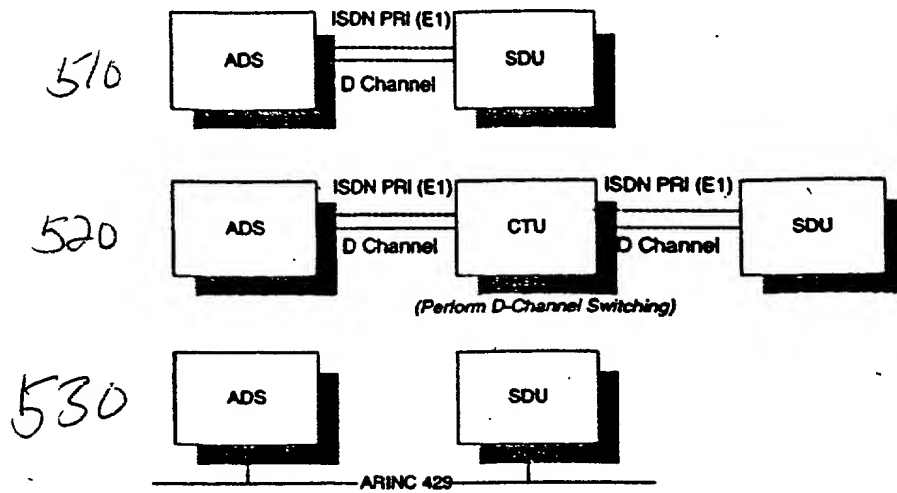 ISDN PRI (E1)
510
ADS
SDU
D Channel
ISDN PRI (E1)
ISDN PRI (E1)
520
ADS
CTU
SDU
D Channel
D Channel
(Perform D-Channel Switching)
530
ADS
SDU
ARINC 429